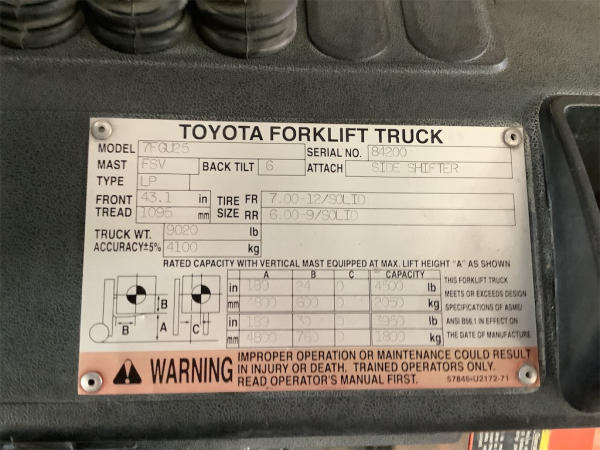 TOYOTA FORKLIFT TRUCK
MODEL 7FGU25 SERIAL NO. 84200
MAST FSV BACK TILT 6 ATTACH SIDE SHIFTER
TYPE LP
FRONT TREAD 43.1 in TIRE SIZE FR 7.00-12/SOLID
1095 mm RR 6.00-9/SOLID
TRUCK WT. 9020 lb
ACCURACY±5% 4100 kg
RATED CAPACITY WITH VERTICAL MAST EQUIPPED AT MAX. LIFT HEIGHT "A" AS SHOWN
A B C CAPACITY
in 189 24 0 4500 lb
mm 4800 600 0 2050 kg
in 189 30 0 3950 lb
mm 4800 760 0 1800 kg
B
B A C
THIS FORKLIFT TRUCK
MEETS OR EXCEEDS DESIGN
SPECIFICATIONS OF ASME/
ANSI B56.1 IN EFFECT ON
THE DATE OF MANUFACTURE
WARNING
IMPROPER OPERATION OR MAINTENANCE COULD RESULT
IN INJURY OR DEATH. TRAINED OPERATORS ONLY.
READ OPERATOR'S MANUAL FIRST. 57846-U2172-71